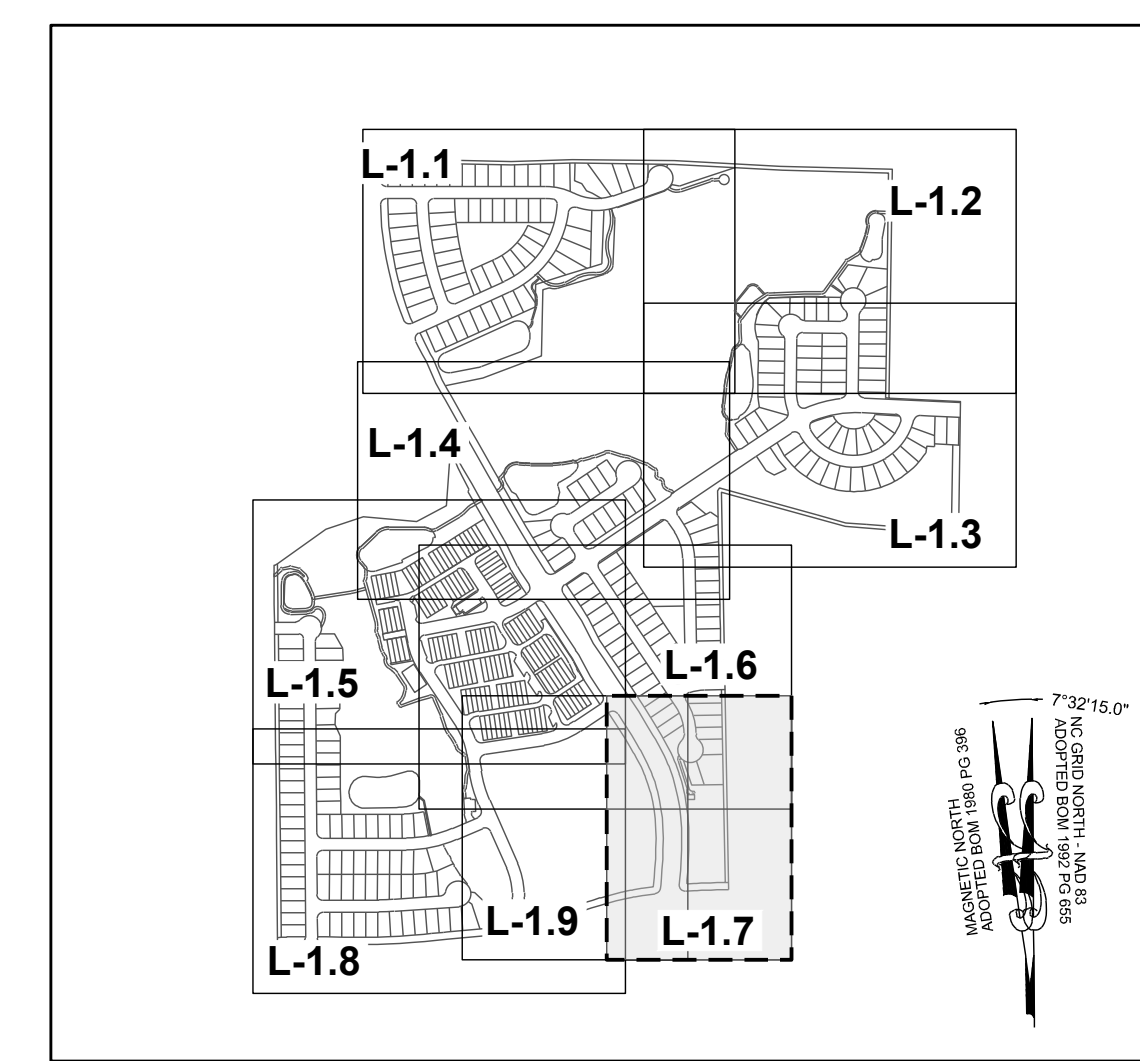 L-1.1
L-1.2
L-1.4
L-1.3
L-1.5
L-1.6
7°32'15.0"
MAGNETIC NORTH
ADOPTED BOM 1980 PG 396
NC GRID NORTH - NAD 83
ADOPTED BOM 1992 PG 655
L-1.9
L-1.7
L-1.8